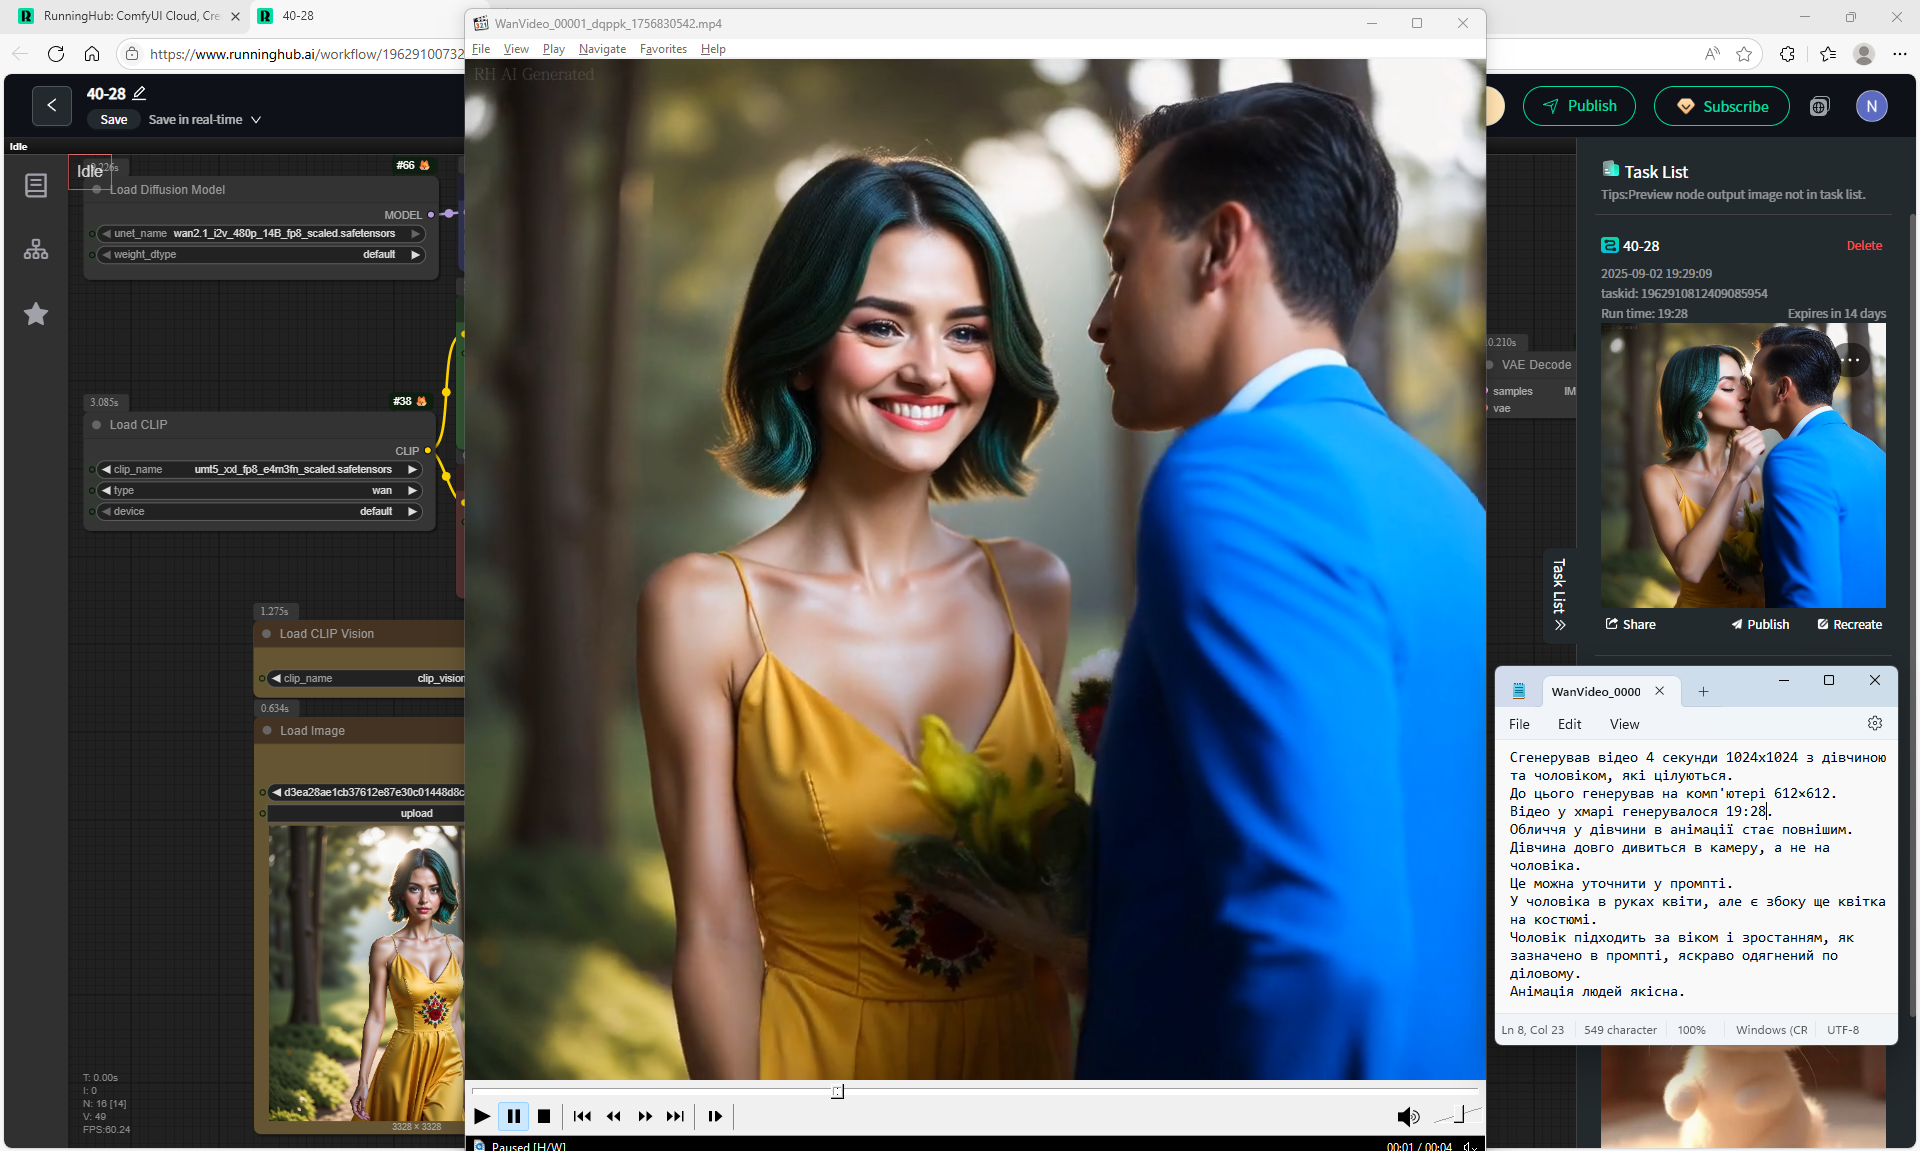 RunningHub: ComfyUI Cloud, Cre
40-28
https://www.runninghub.ai/workflow/19629100732
WanVideo_00001_dqppk_1756830542.mp4
File View Play Navigate Favorites Help
RH AI Generated
40-28
Save
Save in real-time
Publish
Subscribe
N
Idle
Idle
#66
Load Diffusion Model
MODEL
unet_name wan2.1_i2v_480p_14B_fp8_scaled.safetensors
weight_dtype default
3.085s
#38
Load CLIP
CLIP
clip_name umt5_xxl_fp8_e4m3fn_scaled.safetensors
type wan
device default
1.275s
Load CLIP Vision
clip_name clip_vision
0.634s
Load Image
d3ea28ae1cb37612e87e30c01448d8c
upload
3328 × 3328
T: 0.00s
I: 0
N: 16 [14]
V: 49
FPS:60.24
0.210s
VAE Decode
samples IM
vae
Task List
Tips:Preview node output image not in task list.
40-28
Delete
2025-09-02 19:29:09
taskid: 1962910812409085954
Run time: 19:28
Expires in 14 days
Task List
Share
Publish
Recreate
WanVideo_0000
File Edit View
Сгенерував відео 4 секунди 1024x1024 з дівчиною
та чоловіком, які цілуються.
До цього генерував на комп'ютері 612×612.
Відео у хмарі генерувалося 19:28.
Обличчя у дівчини в анімації стає повнішим.
Дівчина довго дивиться в камеру, а не на
чоловіка.
Це можна уточнити у промпті.
У чоловіка в руках квіти, але є збоку ще квітка
на костюмі.
Чоловік підходить за віком і зростанням, як
зазначено в промпті, яскраво одягнений по
діловому.
Анімація людей якісна.
Ln 8, Col 23
549 character
100%
Windows (CR
UTF-8
Paused [H/W]
00:01 / 00:04